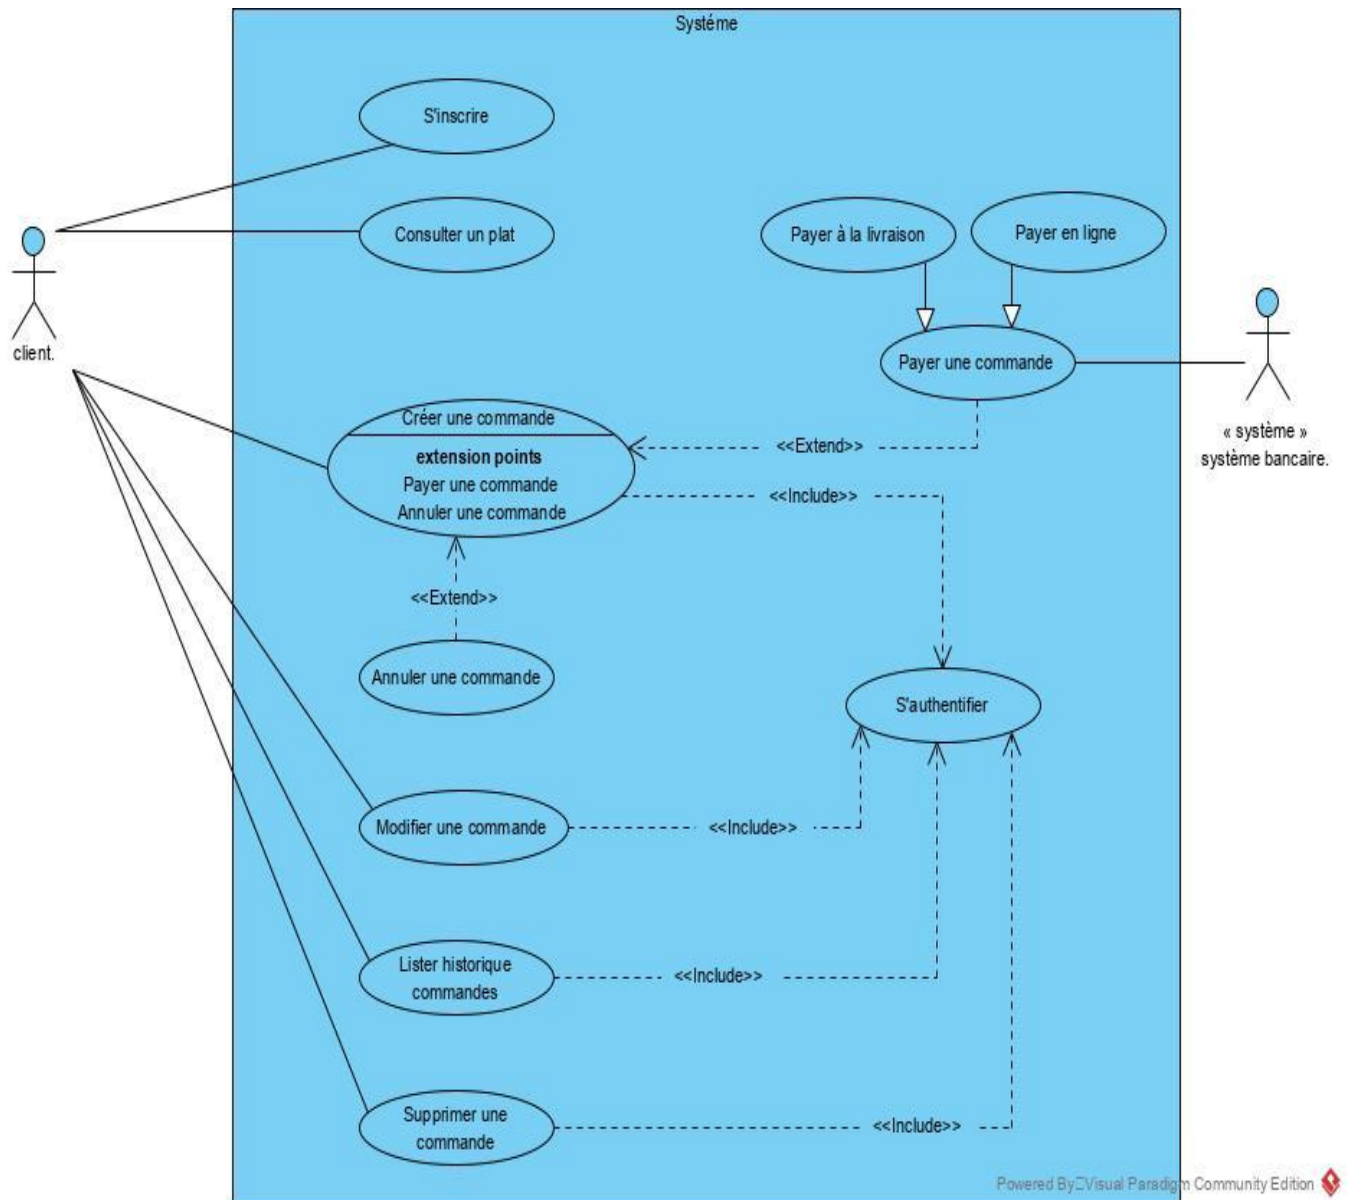 Systéme
S'inscrire
Consulter un plat
Payer à la livraison
Payer en ligne
client.
Payer une commande
« système »
système bancaire.
Créer une commande
extension points
Payer une commande
Annuler une commande
<<Extend>>
<<Include>>
<<Extend>>
Annuler une commande
S'authentifier
Modifier une commande
<<Include>>
Lister historique
commandes
<<Include>>
Supprimer une
commande
<<Include>>
Powered By Visual Paradigm Community Edition